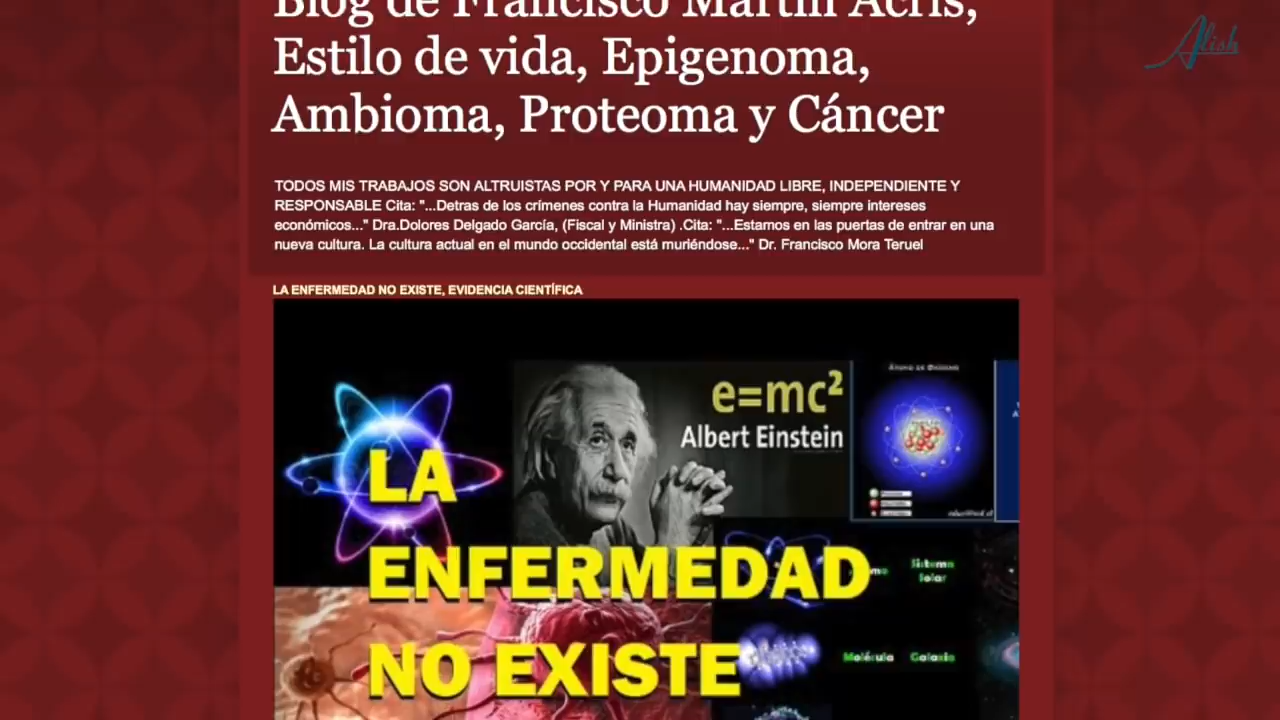 Blog de Francisco Martín Acris,
Estilo de vida, Epigenoma,
Ambioma, Proteoma y Cáncer
Alish
TODOS MIS TRABAJOS SON ALTRUISTAS POR Y PARA UNA HUMANIDAD LIBRE, INDEPENDIENTE Y
RESPONSABLE Cita: "...Detras de los crímenes contra la Humanidad hay siempre, siempre intereses
económicos..." Dra.Dolores Delgado García, (Fiscal y Ministra) .Cita: "...Estamos en las puertas de entrar en una
nueva cultura. La cultura actual en el mundo occidental está muriéndose..." Dr. Francisco Mora Teruel
LA ENFERMEDAD NO EXISTE, EVIDENCIA CIENTÍFICA
e=mc²
Albert Einstein
LA
ENFERMEDAD
NO EXISTE
Sistema
Solar
Molécula Galaxia